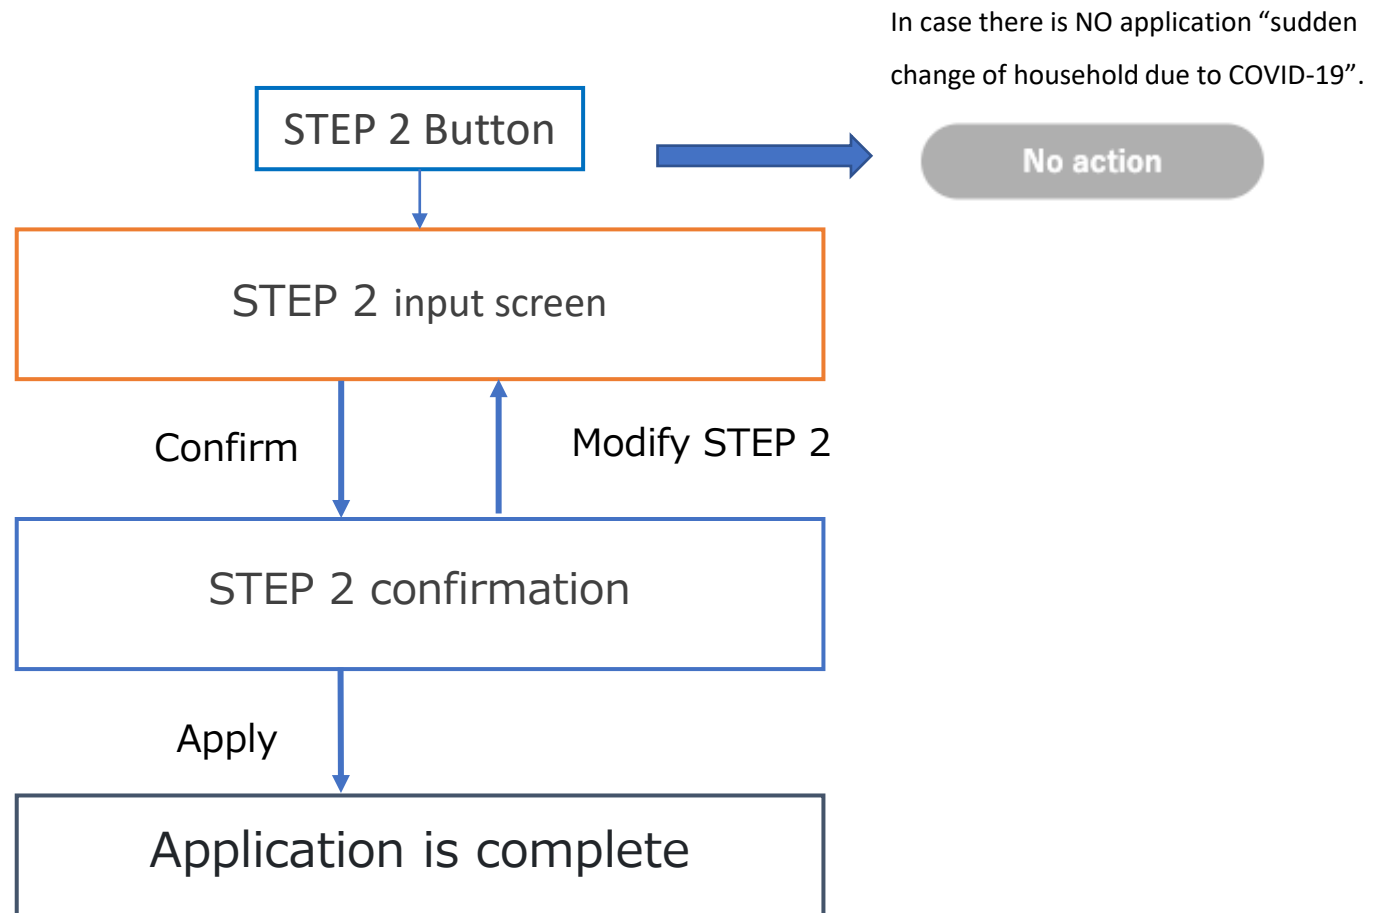 In case there is NO application “sudden
change of household due to COVID-19”.
STEP 2 Button
No action
STEP 2 input screen
Confirm
Modify STEP 2
STEP 2 confirmation
Apply
Application is complete